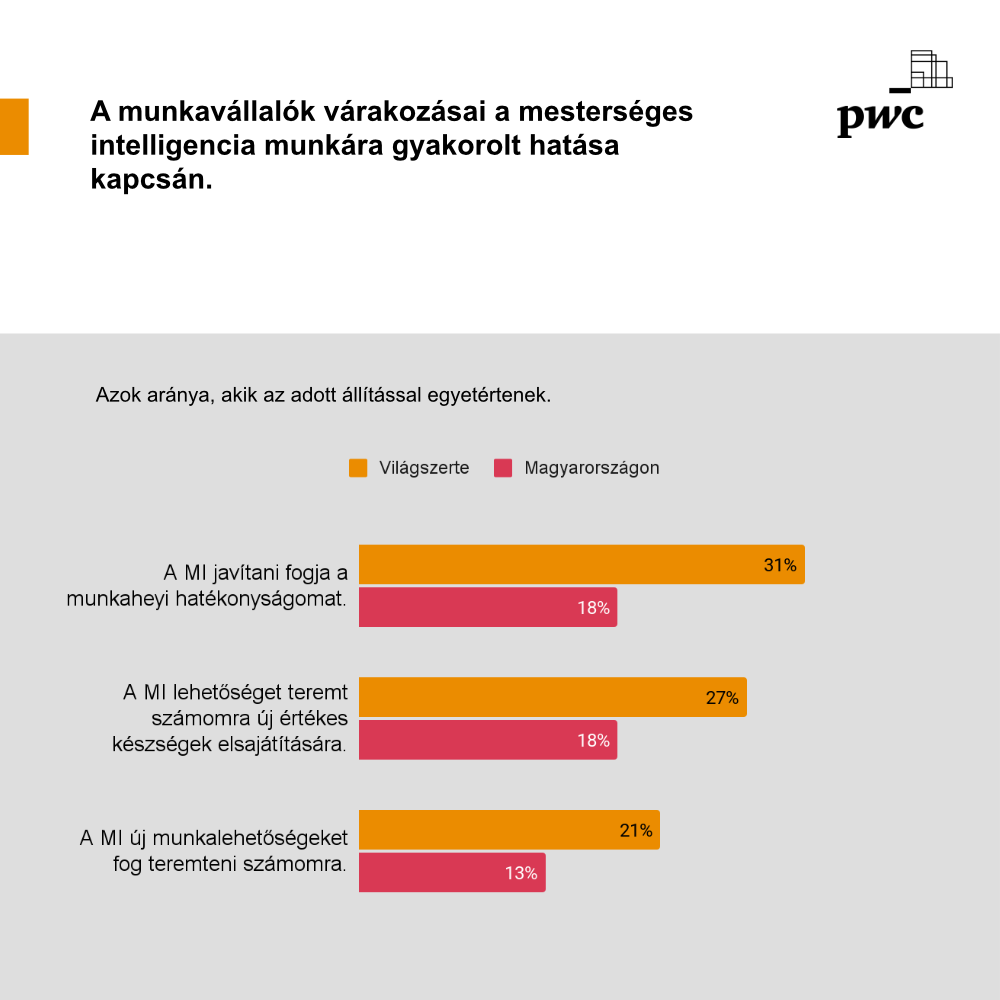 A munkavállalók várakozásai a mesterséges
intelligencia munkára gyakorolt hatása
kapcsán.
pwc
Azok aránya, akik az adott állítással egyetértenek.
Világszerte
Magyarországon
A MI javítani fogja a
munkaheyi hatékonyságomat.
31%
18%
A MI lehetőséget teremt
számomra új értékes
készségek elsajátítására.
27%
18%
A MI új munkalehetőségeket
fog teremteni számomra.
21%
13%